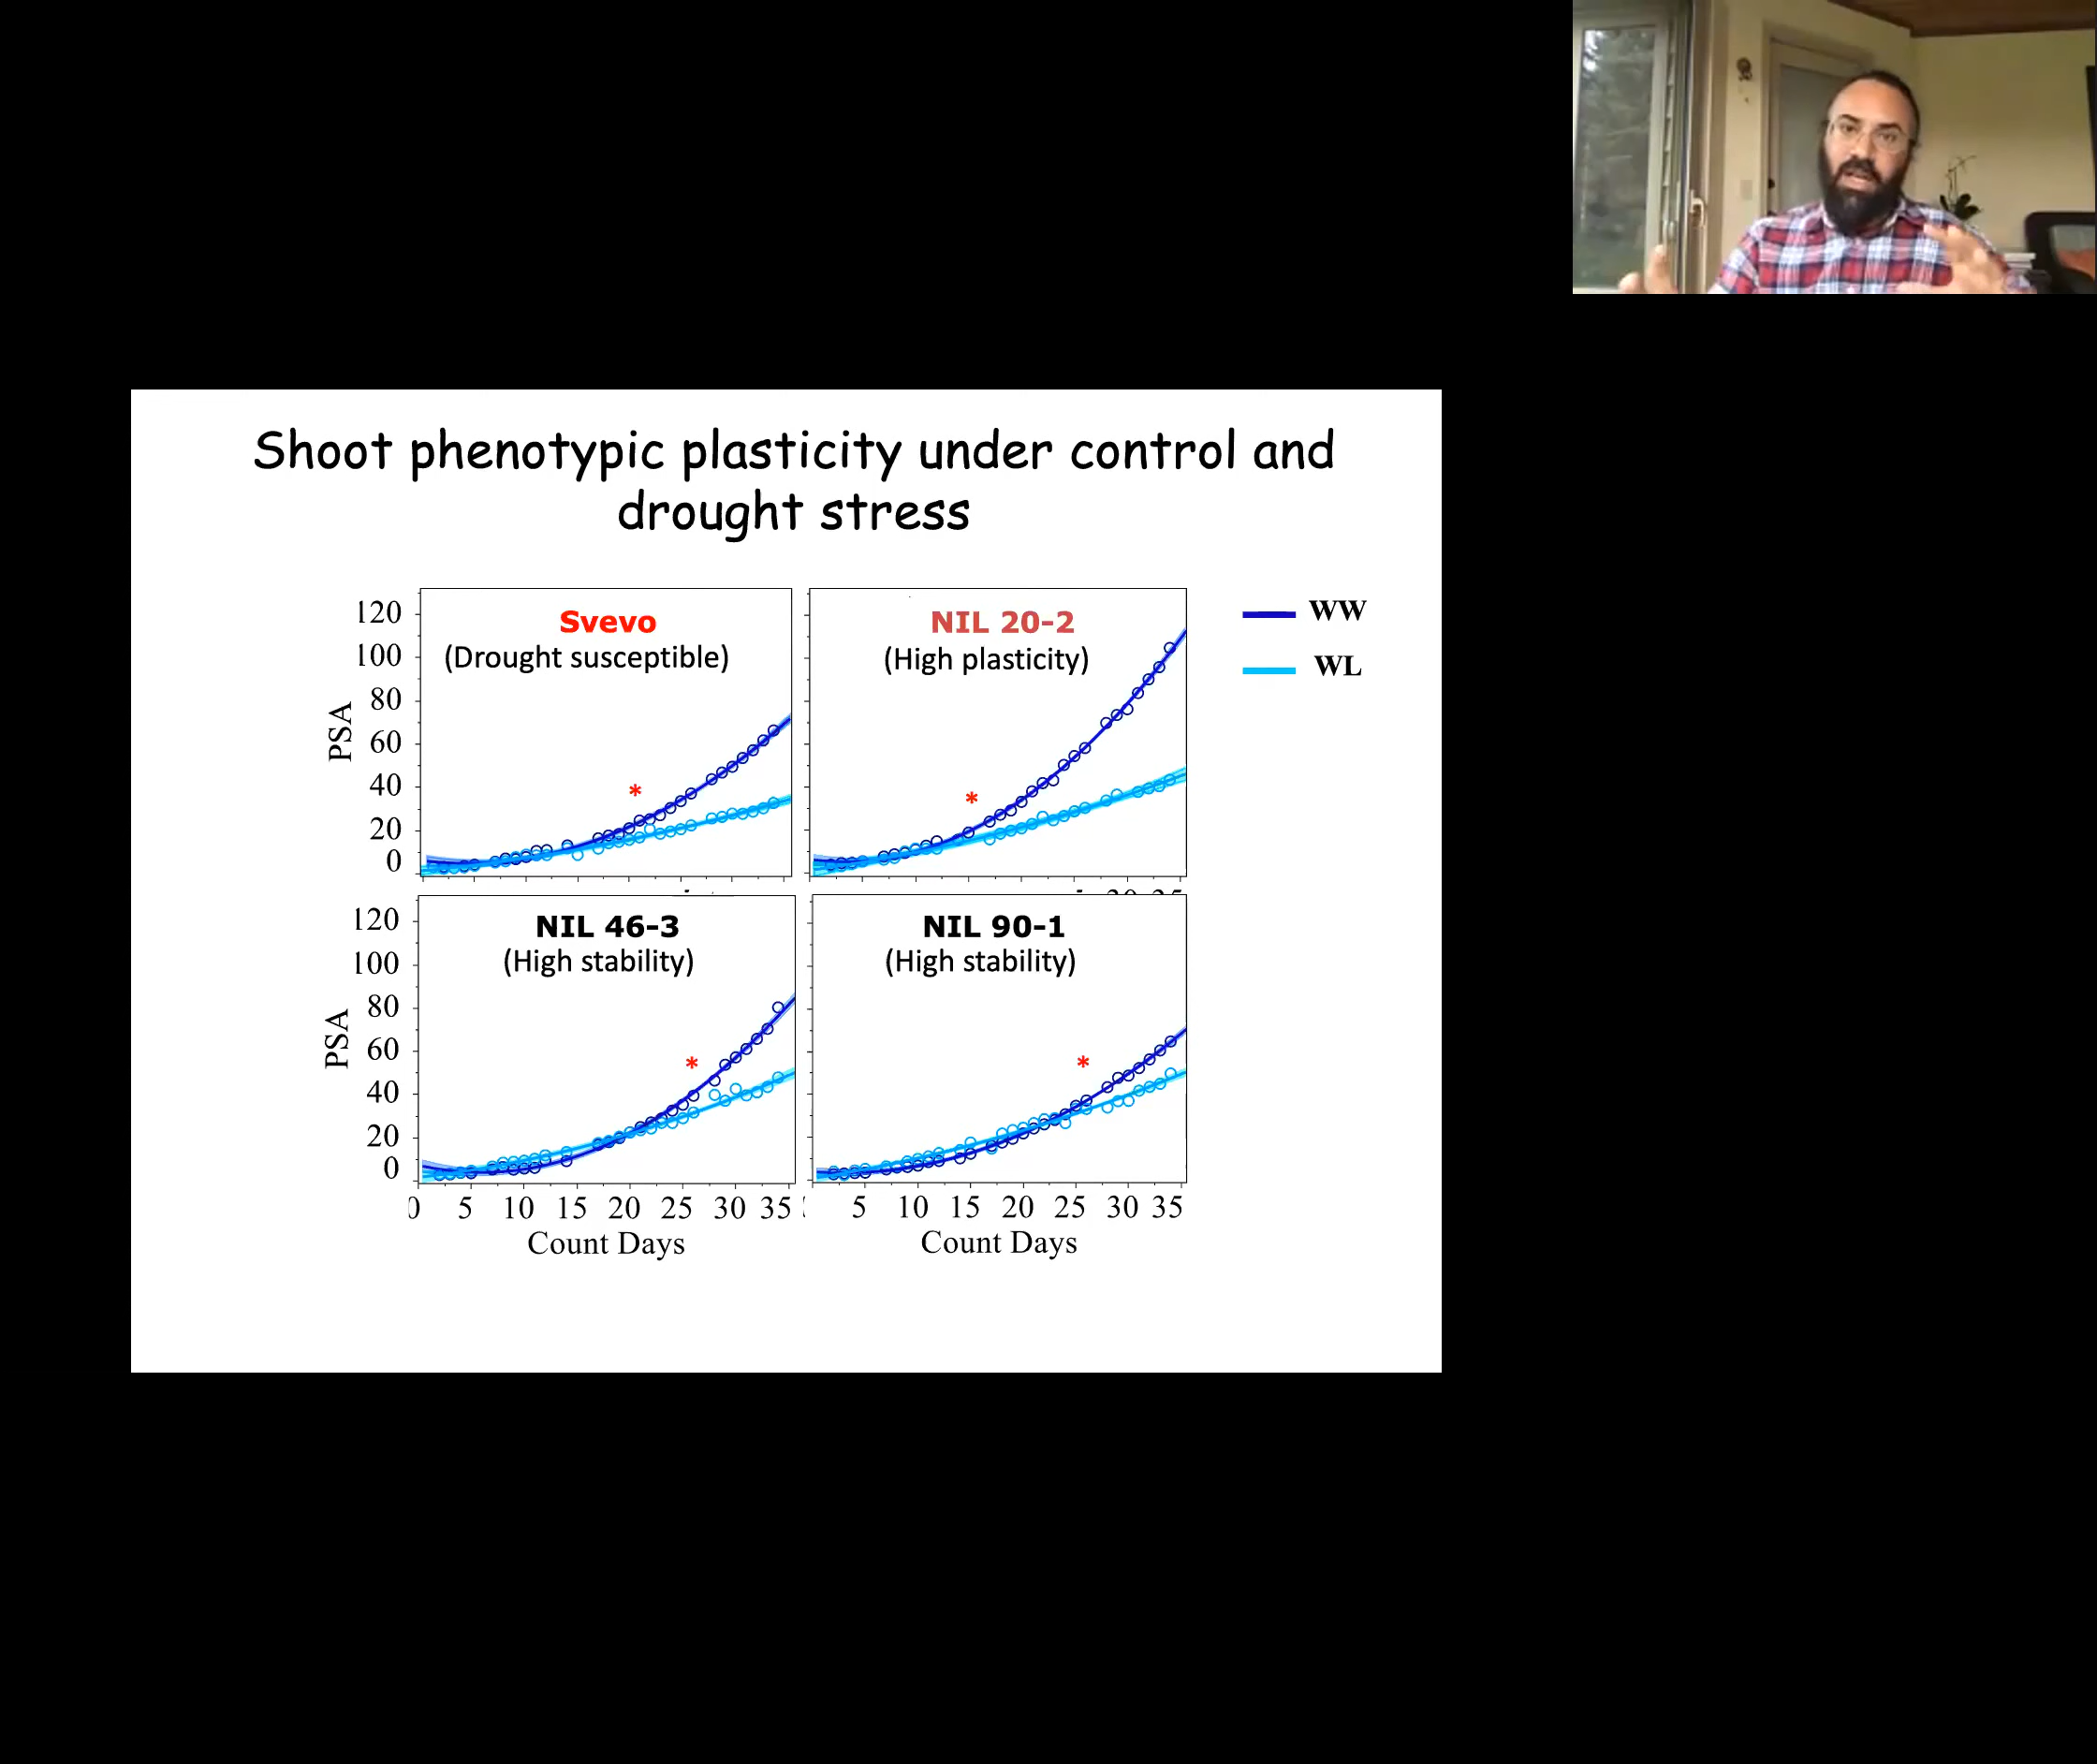 Shoot phenotypic plasticity under control and
drought stress
120
100
80
60
40
20
0
PSA
Svevo
(Drought susceptible)
*
NIL 20-2
(High plasticity)
*
WW
WL
120
100
80
60
40
20
0
PSA
NIL 46-3
(High stability)
*
NIL 90-1
(High stability)
*
0 5 10 15 20 25 30 35
5 10 15 20 25 30 35
Count Days
Count Days